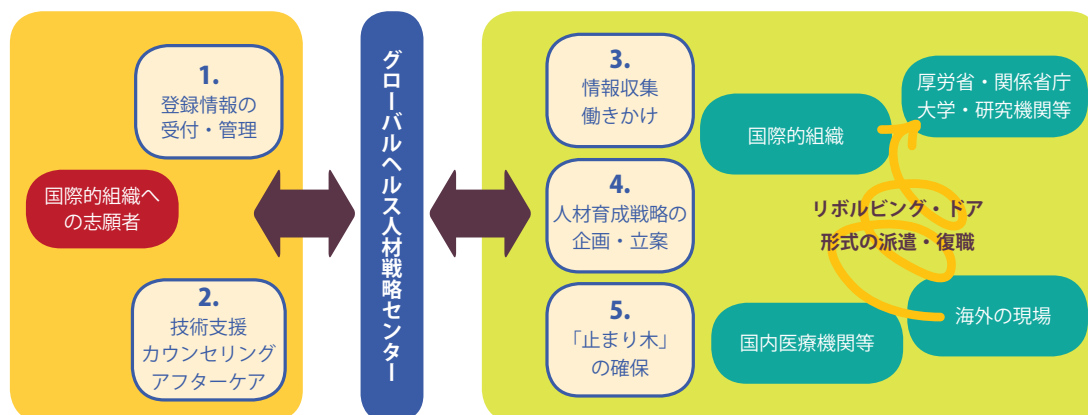 1.
登録情報の
受付・管理
国際的組織へ
の志願者
2.
技術支援
カウンセリング
アフターケア
グローバルヘルス人材戦略センター
3.
情報収集
働きかけ
4.
人材育成戦略の
企画・立案
5.
「止まり木」
の確保
国際的組織
厚労省・関係省庁
大学・研究機関等
リボルビング・ドア
形式の派遣・復職
国内医療機関等
海外の現場